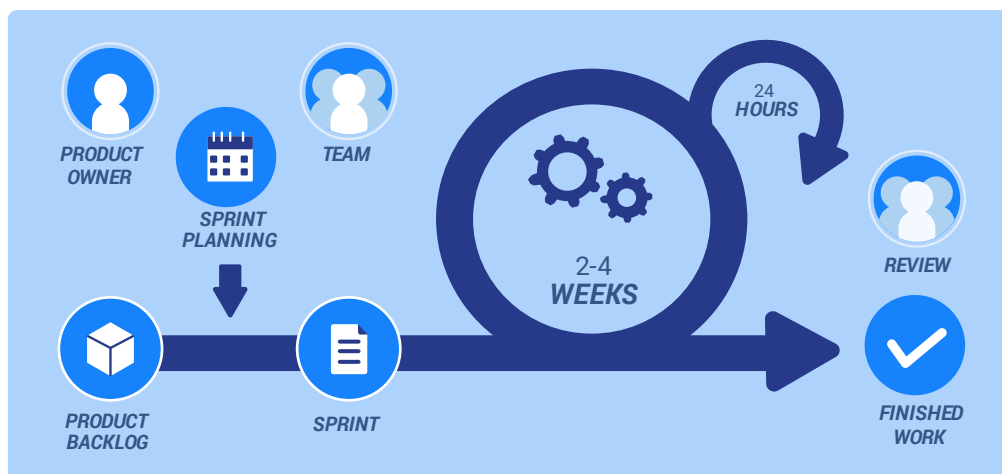 PRODUCT
OWNER
TEAM
SPRINT
PLANNING
24
HOURS
2-4
WEEKS
REVIEW
PRODUCT
BACKLOG
SPRINT
FINISHED
WORK